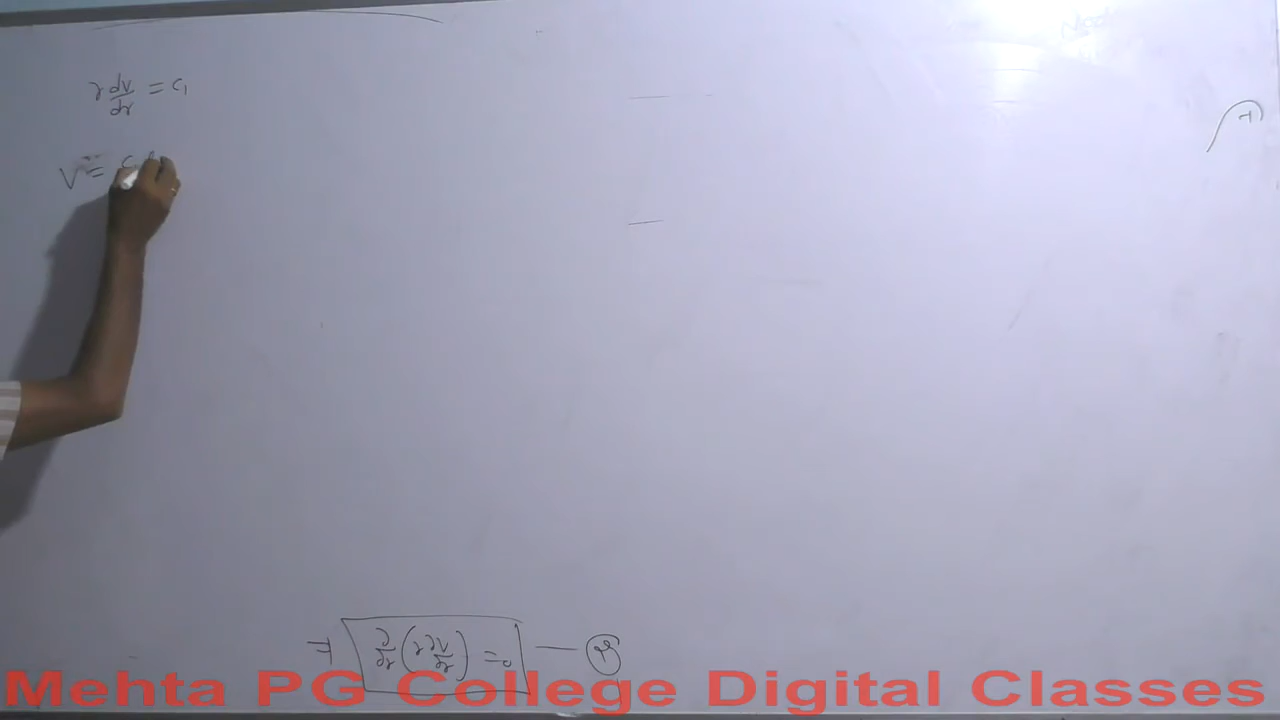 r dv/dr = c₁
V = c
∂/∂r (r ∂V/∂r) = 0
Mehta PG College Digital Classes